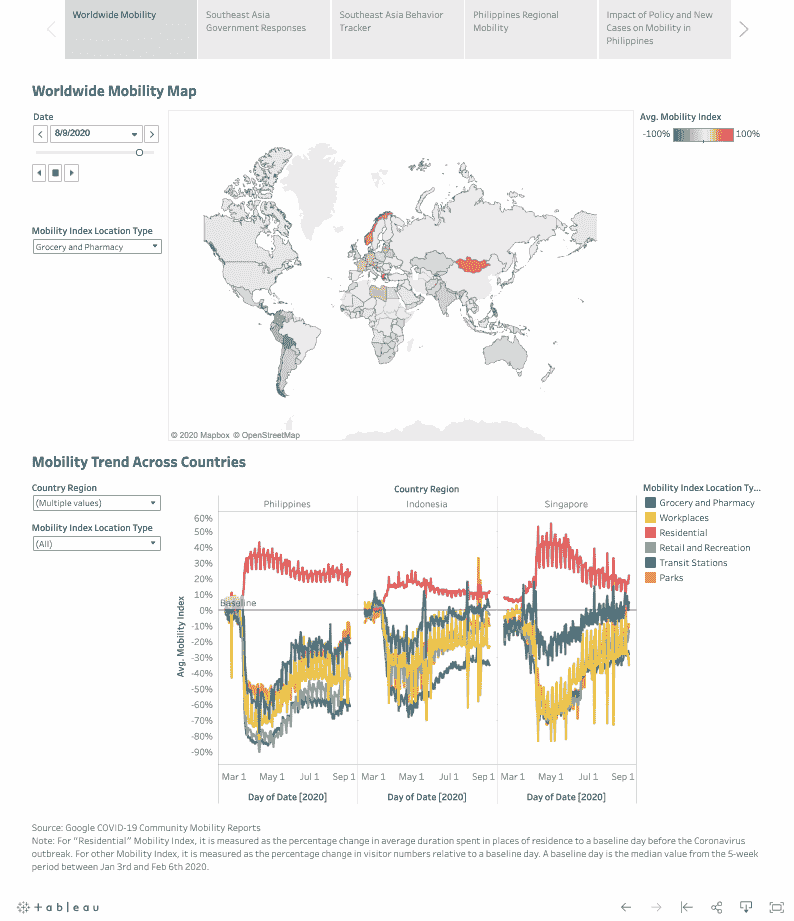 Worldwide Mobility
Southeast Asia
Government Responses
Southeast Asia Behavior
Tracker
Philippines Regional
Mobility
Impact of Policy and New
Cases on Mobility in
Philippines
Worldwide Mobility Map
Date
8/9/2020
Mobility Index Location Type
Grocery and Pharmacy
Avg. Mobility Index
-100%
100%
© 2020 Mapbox © OpenStreetMap
Mobility Trend Across Countries
Country Region
(Multiple values)
Mobility Index Location Type
(All)
Country Region
Philippines
Indonesia
Singapore
Avg. Mobility Index
60%
50%
40%
30%
20%
10%
0%
-10%
-20%
-30%
-40%
-50%
-60%
-70%
-80%
-90%
Baseline
Mar 1 May 1 Jul 1 Sep 1
Mar 1 May 1 Jul 1 Sep 1
Mar 1 May 1 Jul 1 Sep 1
Day of Date [2020]
Day of Date [2020]
Day of Date [2020]
Mobility Index Location Ty...
Grocery and Pharmacy
Workplaces
Residential
Retail and Recreation
Transit Stations
Parks
Source: Google COVID-19 Community Mobility Reports
Note: For "Residential" Mobility Index, it is measured as the percentage change in average duration spent in places of residence to a baseline day before the Coronavirus
outbreak. For other Mobility Index, it is measured as the percentage change in visitor numbers relative to a baseline day. A baseline day is the median value from the 5-week
period between Jan 3rd and Feb 6th 2020.
+ableau